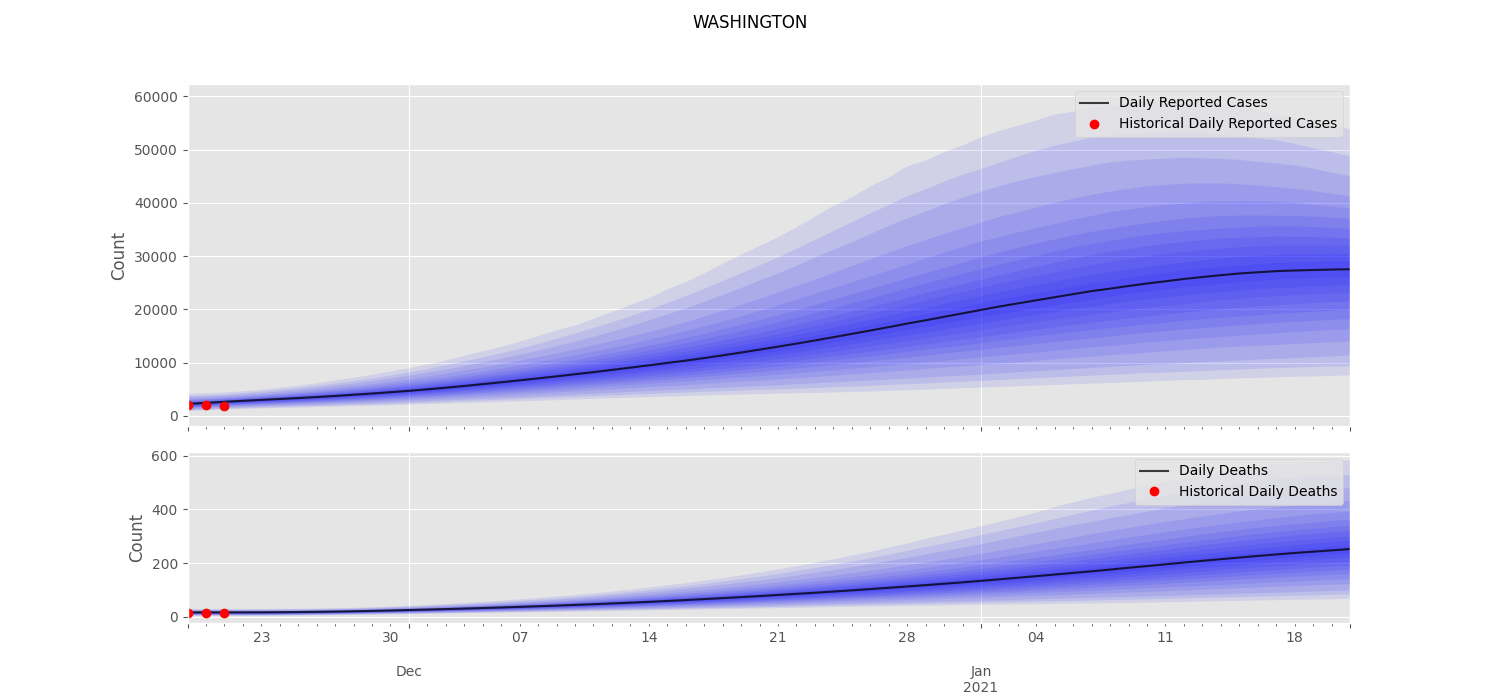 WASHINGTON
60000
50000
40000
30000
20000
10000
0
Count
Daily Reported Cases
Historical Daily Reported Cases
600
400
200
0
Count
Daily Deaths
Historical Daily Deaths
23 30 07 14 21 28 04 11 18
Dec Jan
2021